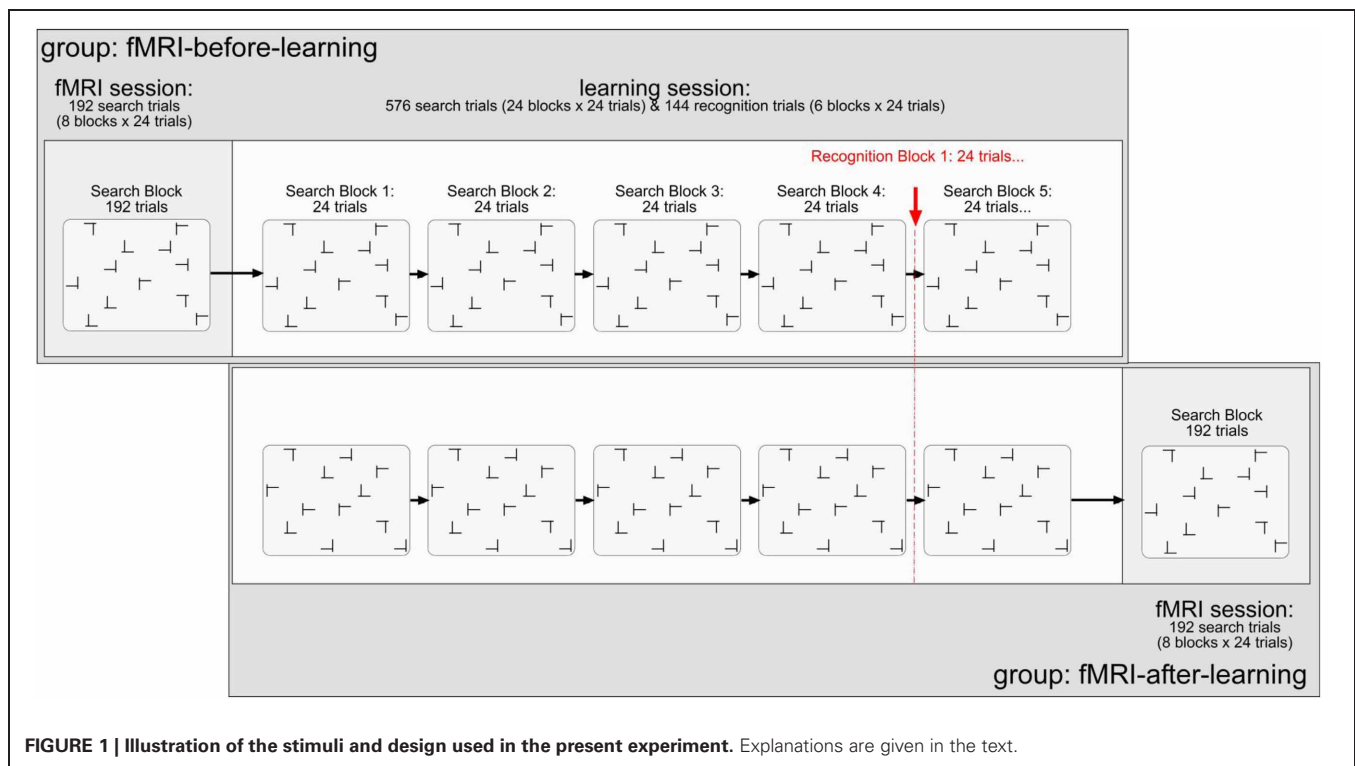 group: fMRI-before-learning
fMRI session:
192 search trials
(8 blocks x 24 trials)
learning session:
576 search trials (24 blocks x 24 trials) & 144 recognition trials (6 blocks x 24 trials)
Recognition Block 1: 24 trials...
Search Block
192 trials
Search Block 1:
24 trials
Search Block 2:
24 trials
Search Block 3:
24 trials
Search Block 4:
24 trials
Search Block 5:
24 trials...
Search Block
192 trials
fMRI session:
192 search trials
(8 blocks x 24 trials)
group: fMRI-after-learning
FIGURE 1 | Illustration of the stimuli and design used in the present experiment. Explanations are given in the text.